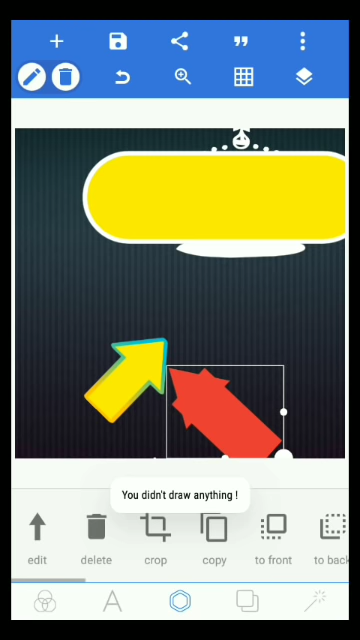 You didn't draw anything !
edit
delete
crop
copy
to front
to back